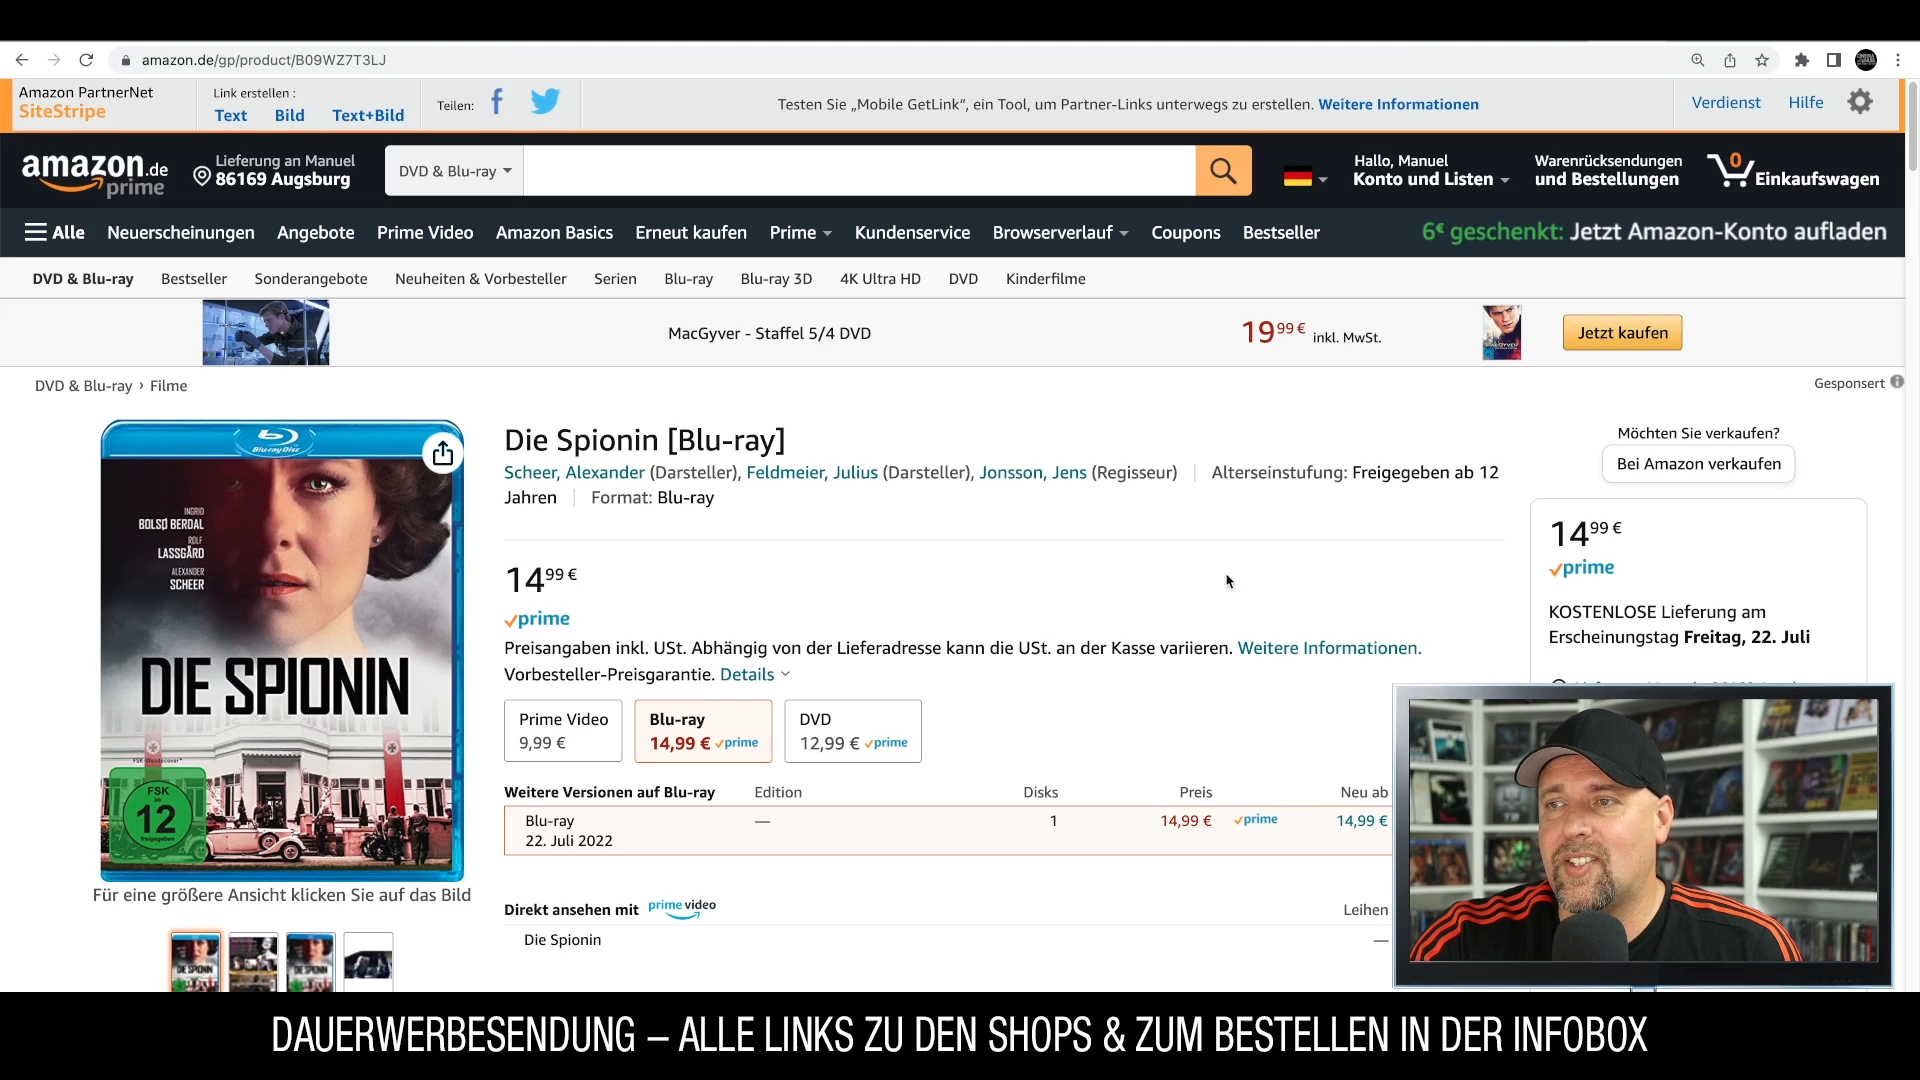 amazon.de/gp/product/B09WZ7T3LJ
Amazon PartnerNet
SiteStripe
Link erstellen :
Text Bild Text+Bild
Teilen:
Testen Sie „Mobile GetLink“, ein Tool, um Partner-Links unterwegs zu erstellen. Weitere Informationen
Verdienst Hilfe
amazon.de
prime
Lieferung an Manuel
86169 Augsburg
DVD & Blu-ray
Hallo, Manuel
Konto und Listen
Warenrücksendungen
und Bestellungen
0
Einkaufswagen
Alle Neuerscheinungen Angebote Prime Video Amazon Basics Erneut kaufen Prime Kundenservice Browserverlauf Coupons Bestseller
6€ geschenkt: Jetzt Amazon-Konto aufladen
DVD & Blu-ray Bestseller Sonderangebote Neuheiten & Vorbesteller Serien Blu-ray Blu-ray 3D 4K Ultra HD DVD Kinderfilme
MacGyver - Staffel 5/4 DVD
19 99 € inkl. MwSt.
Jetzt kaufen
DVD & Blu-ray › Filme
Gesponsert
Blu-ray Disc
INGRID
BOLSØ BERDAL
ROLF
LASSGÅRD
ALEXANDER
SCHEER
DIE SPIONIN
FSK
ab
12
freigegeben
Für eine größere Ansicht klicken Sie auf das Bild
Die Spionin [Blu-ray]
Scheer, Alexander (Darsteller), Feldmeier, Julius (Darsteller), Jonsson, Jens (Regisseur) | Alterseinstufung: Freigegeben ab 12
Jahren | Format: Blu-ray
14 99 €
prime
Preisangaben inkl. USt. Abhängig von der Lieferadresse kann die USt. an der Kasse variieren. Weitere Informationen.
Vorbesteller-Preisgarantie. Details
Prime Video
9,99 €
Blu-ray
14,99 € prime
DVD
12,99 € prime
Weitere Versionen auf Blu-ray Edition Disks Preis Neu ab
Blu-ray — 1 14,99 € prime 14,99 €
22. Juli 2022
Direkt ansehen mit prime video Leihen
Die Spionin —
Möchten Sie verkaufen?
Bei Amazon verkaufen
14 99 €
prime
KOSTENLOSE Lieferung am
Erscheinungstag Freitag, 22. Juli
DAUERWERBESENDUNG – ALLE LINKS ZU DEN SHOPS & ZUM BESTELLEN IN DER INFOBOX